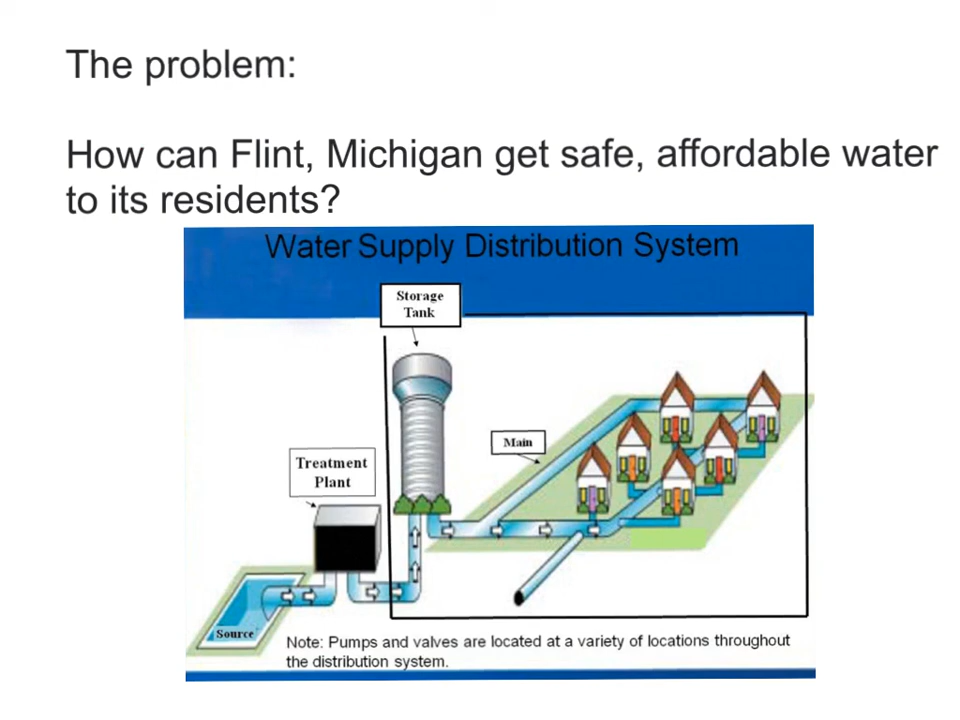 The problem:
How can Flint, Michigan get safe, affordable water
to its residents?
Water Supply Distribution System
Storage
Tank
Main
Treatment
Plant
Source
Note: Pumps and valves are located at a variety of locations throughout
the distribution system.